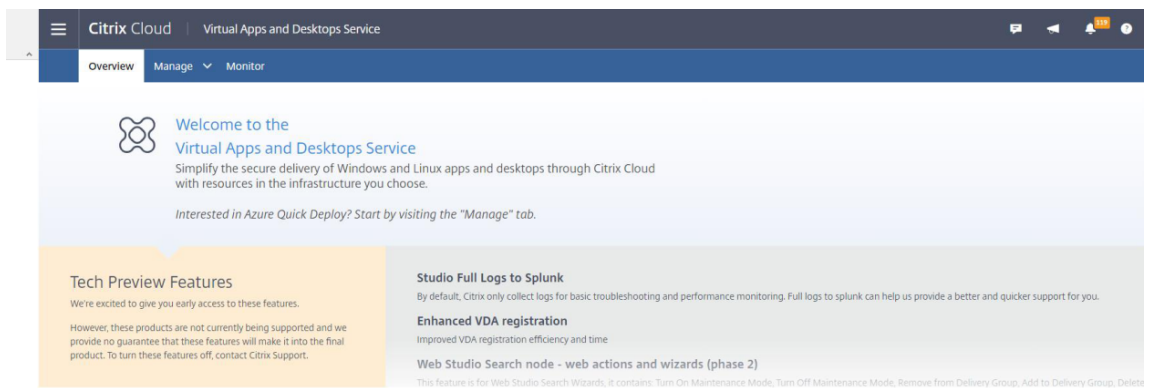 Citrix Cloud
Virtual Apps and Desktops Service
119
Overview
Manage
Monitor
Welcome to the
Virtual Apps and Desktops Service
Simplify the secure delivery of Windows and Linux apps and desktops through Citrix Cloud
with resources in the infrastructure you choose.
Interested in Azure Quick Deploy? Start by visiting the "Manage" tab.
Tech Preview Features
We're excited to give you early access to these features.
However, these products are not currently being supported and we
provide no guarantee that these features will make it into the final
product. To turn these features off, contact Citrix Support.
Studio Full Logs to Splunk
By default, Citrix only collect logs for basic troubleshooting and performance monitoring. Full logs to splunk can help us provide a better and quicker support for you.
Enhanced VDA registration
Improved VDA registration efficiency and time
Web Studio Search node - web actions and wizards (phase 2)
This feature is for Web Studio Search Wizards, it contains: Turn On Maintenance Mode, Turn Off Maintenance Mode, Remove from Delivery Group, Add to Delivery Group, Delete